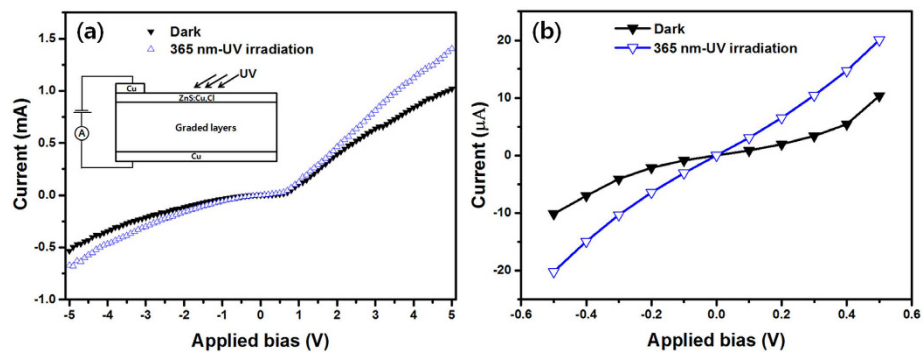 (a)
Dark
365 nm-UV irradiation
UV
Cu
ZnS:Cu,Cl
Graded layers
A
Cu
Current (mA)
1.5
1.0
0.5
0.0
-0.5
-1.0
-5 -4 -3 -2 -1 0 1 2 3 4 5
Applied bias (V)
(b)
Dark
365 nm-UV irradiation
Current (μA)
20
10
0
-10
-20
-0.6 -0.4 -0.2 0.0 0.2 0.4 0.6
Applied bias (V)